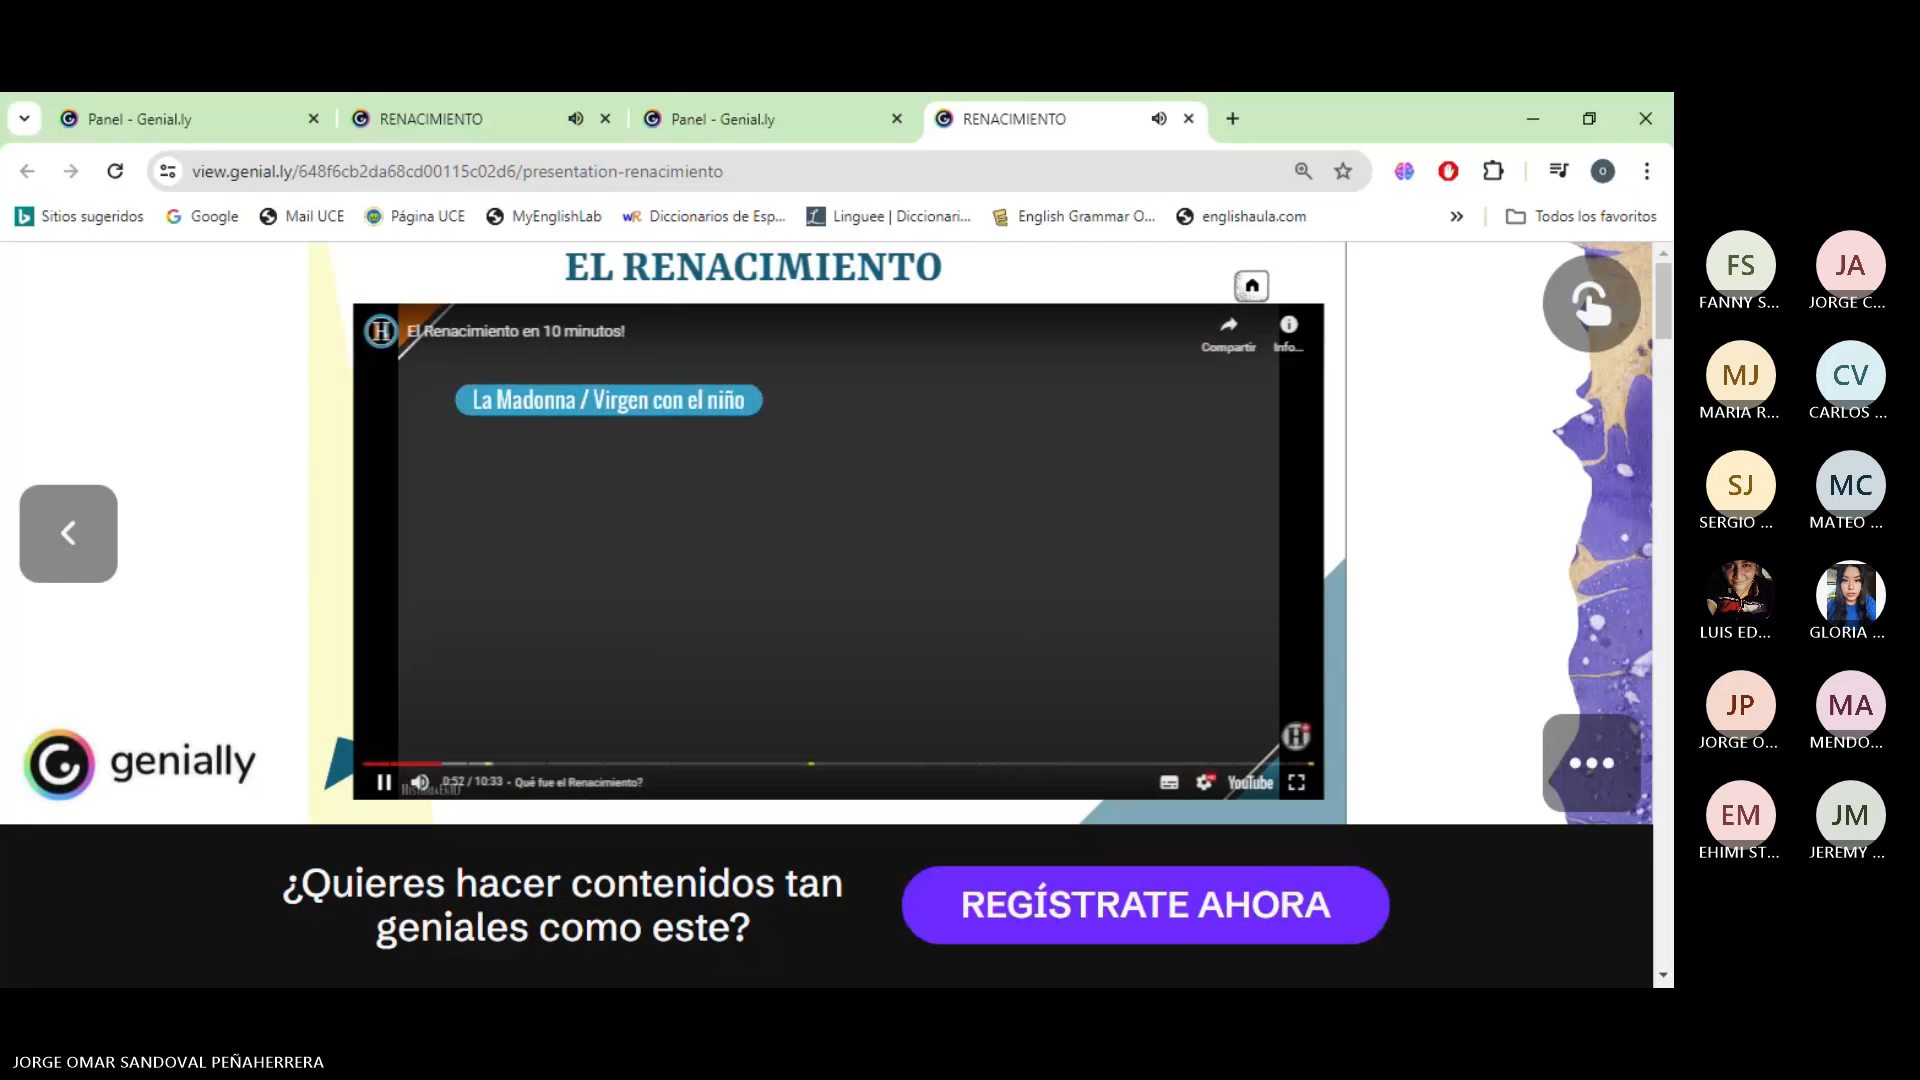 Panel - Genial.ly
RENACIMIENTO
Panel - Genial.ly
RENACIMIENTO
view.genial.ly/648f6cb2da68cd00115c02d6/presentation-renacimiento
o
Sitios sugeridos
Google
Mail UCE
Página UCE
MyEnglishLab
WR Diccionarios de Esp...
Linguee | Diccionari...
English Grammar O...
englishaula.com
Todos los favoritos
EL RENACIMIENTO
H El Renacimiento en 10 minutos!
Compartir
Info...
La Madonna / Virgen con el niño
0:52 / 10:33 • Qué fue el Renacimiento?
YouTube
genially
¿Quieres hacer contenidos tan
geniales como este?
REGÍSTRATE AHORA
FS
FANNY S...
JA
JORGE C...
MJ
MARIA R...
CV
CARLOS ...
SJ
SERGIO ...
MC
MATEO ...
LUIS ED...
GLORIA ...
JP
JORGE O...
MA
MENDO...
EM
EHIMI ST...
JM
JEREMY ...
JORGE OMAR SANDOVAL PEÑAHERRERA